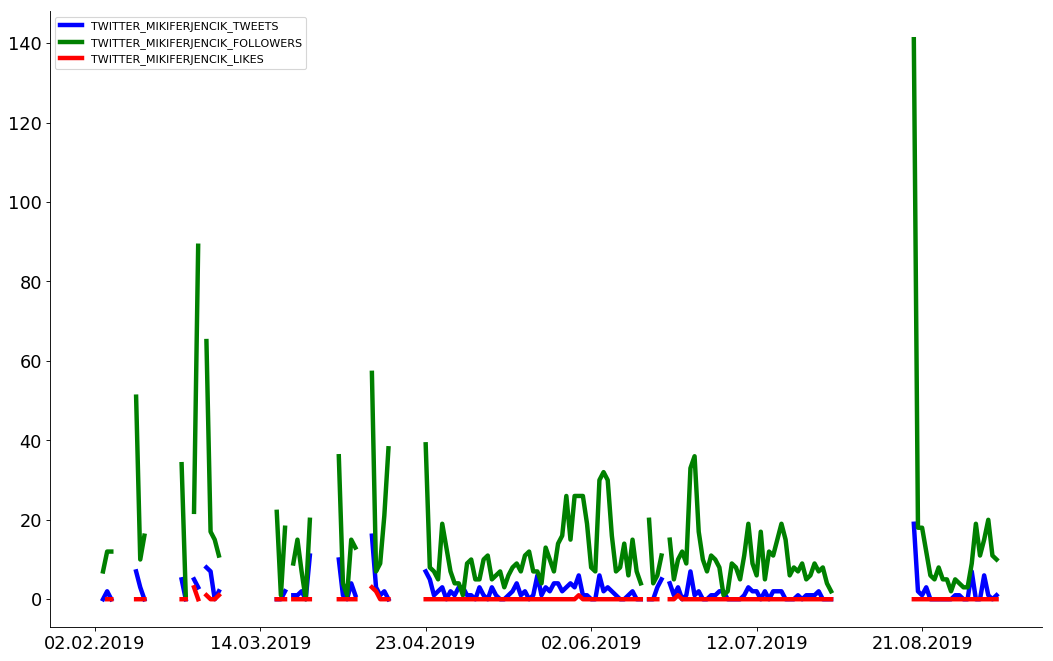 TWITTER_MIKIFERJENCIK_TWEETS
TWITTER_MIKIFERJENCIK_FOLLOWERS
TWITTER_MIKIFERJENCIK_LIKES
140
120
100
80
60
40
20
0
02.02.2019 14.03.2019 23.04.2019 02.06.2019 12.07.2019 21.08.2019